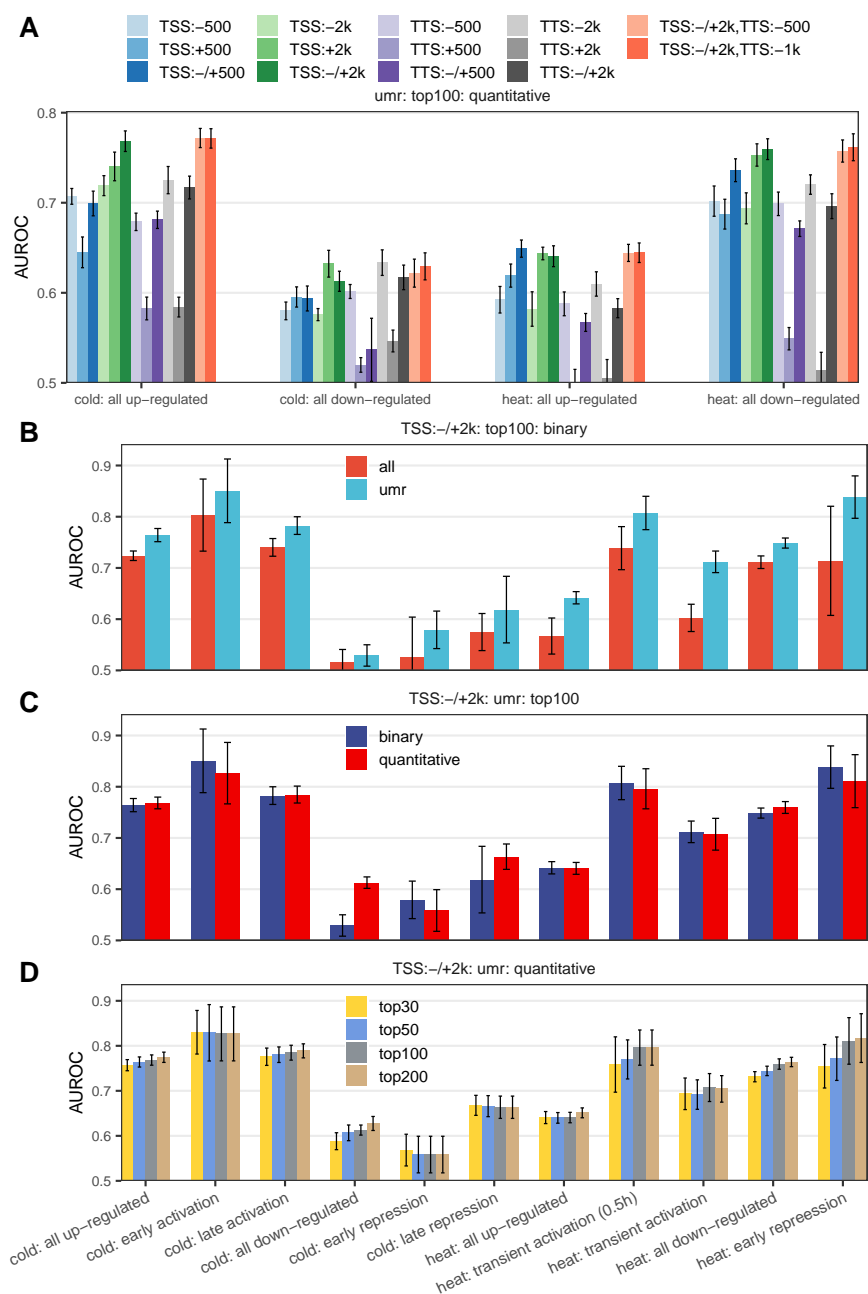 A
TSS:−500 TSS:−2k TTS:−500 TTS:−2k TSS:−/+2k,TTS:−500
TSS:+500 TSS:+2k TTS:+500 TTS:+2k TSS:−/+2k,TTS:−1k
TSS:−/+500 TSS:−/+2k TTS:−/+500 TTS:−/+2k
umr: top100: quantitative
AUROC
0.8
0.7
0.6
0.5
cold: all up−regulated cold: all down−regulated heat: all up−regulated heat: all down−regulated
B
TSS:−/+2k: top100: binary
AUROC
0.9
0.8
0.7
0.6
0.5
all
umr
C
TSS:−/+2k: umr: top100
AUROC
0.9
0.8
0.7
0.6
0.5
binary
quantitative
D
TSS:−/+2k: umr: quantitative
AUROC
0.9
0.8
0.7
0.6
0.5
top30
top50
top100
top200
cold: all up−regulated
cold: early activation
cold: late activation
cold: all down−regulated
cold: early repression
cold: late repression
heat: all up−regulated
heat: transient activation (0.5h)
heat: transient activation
heat: all down−regulated
heat: early repreession